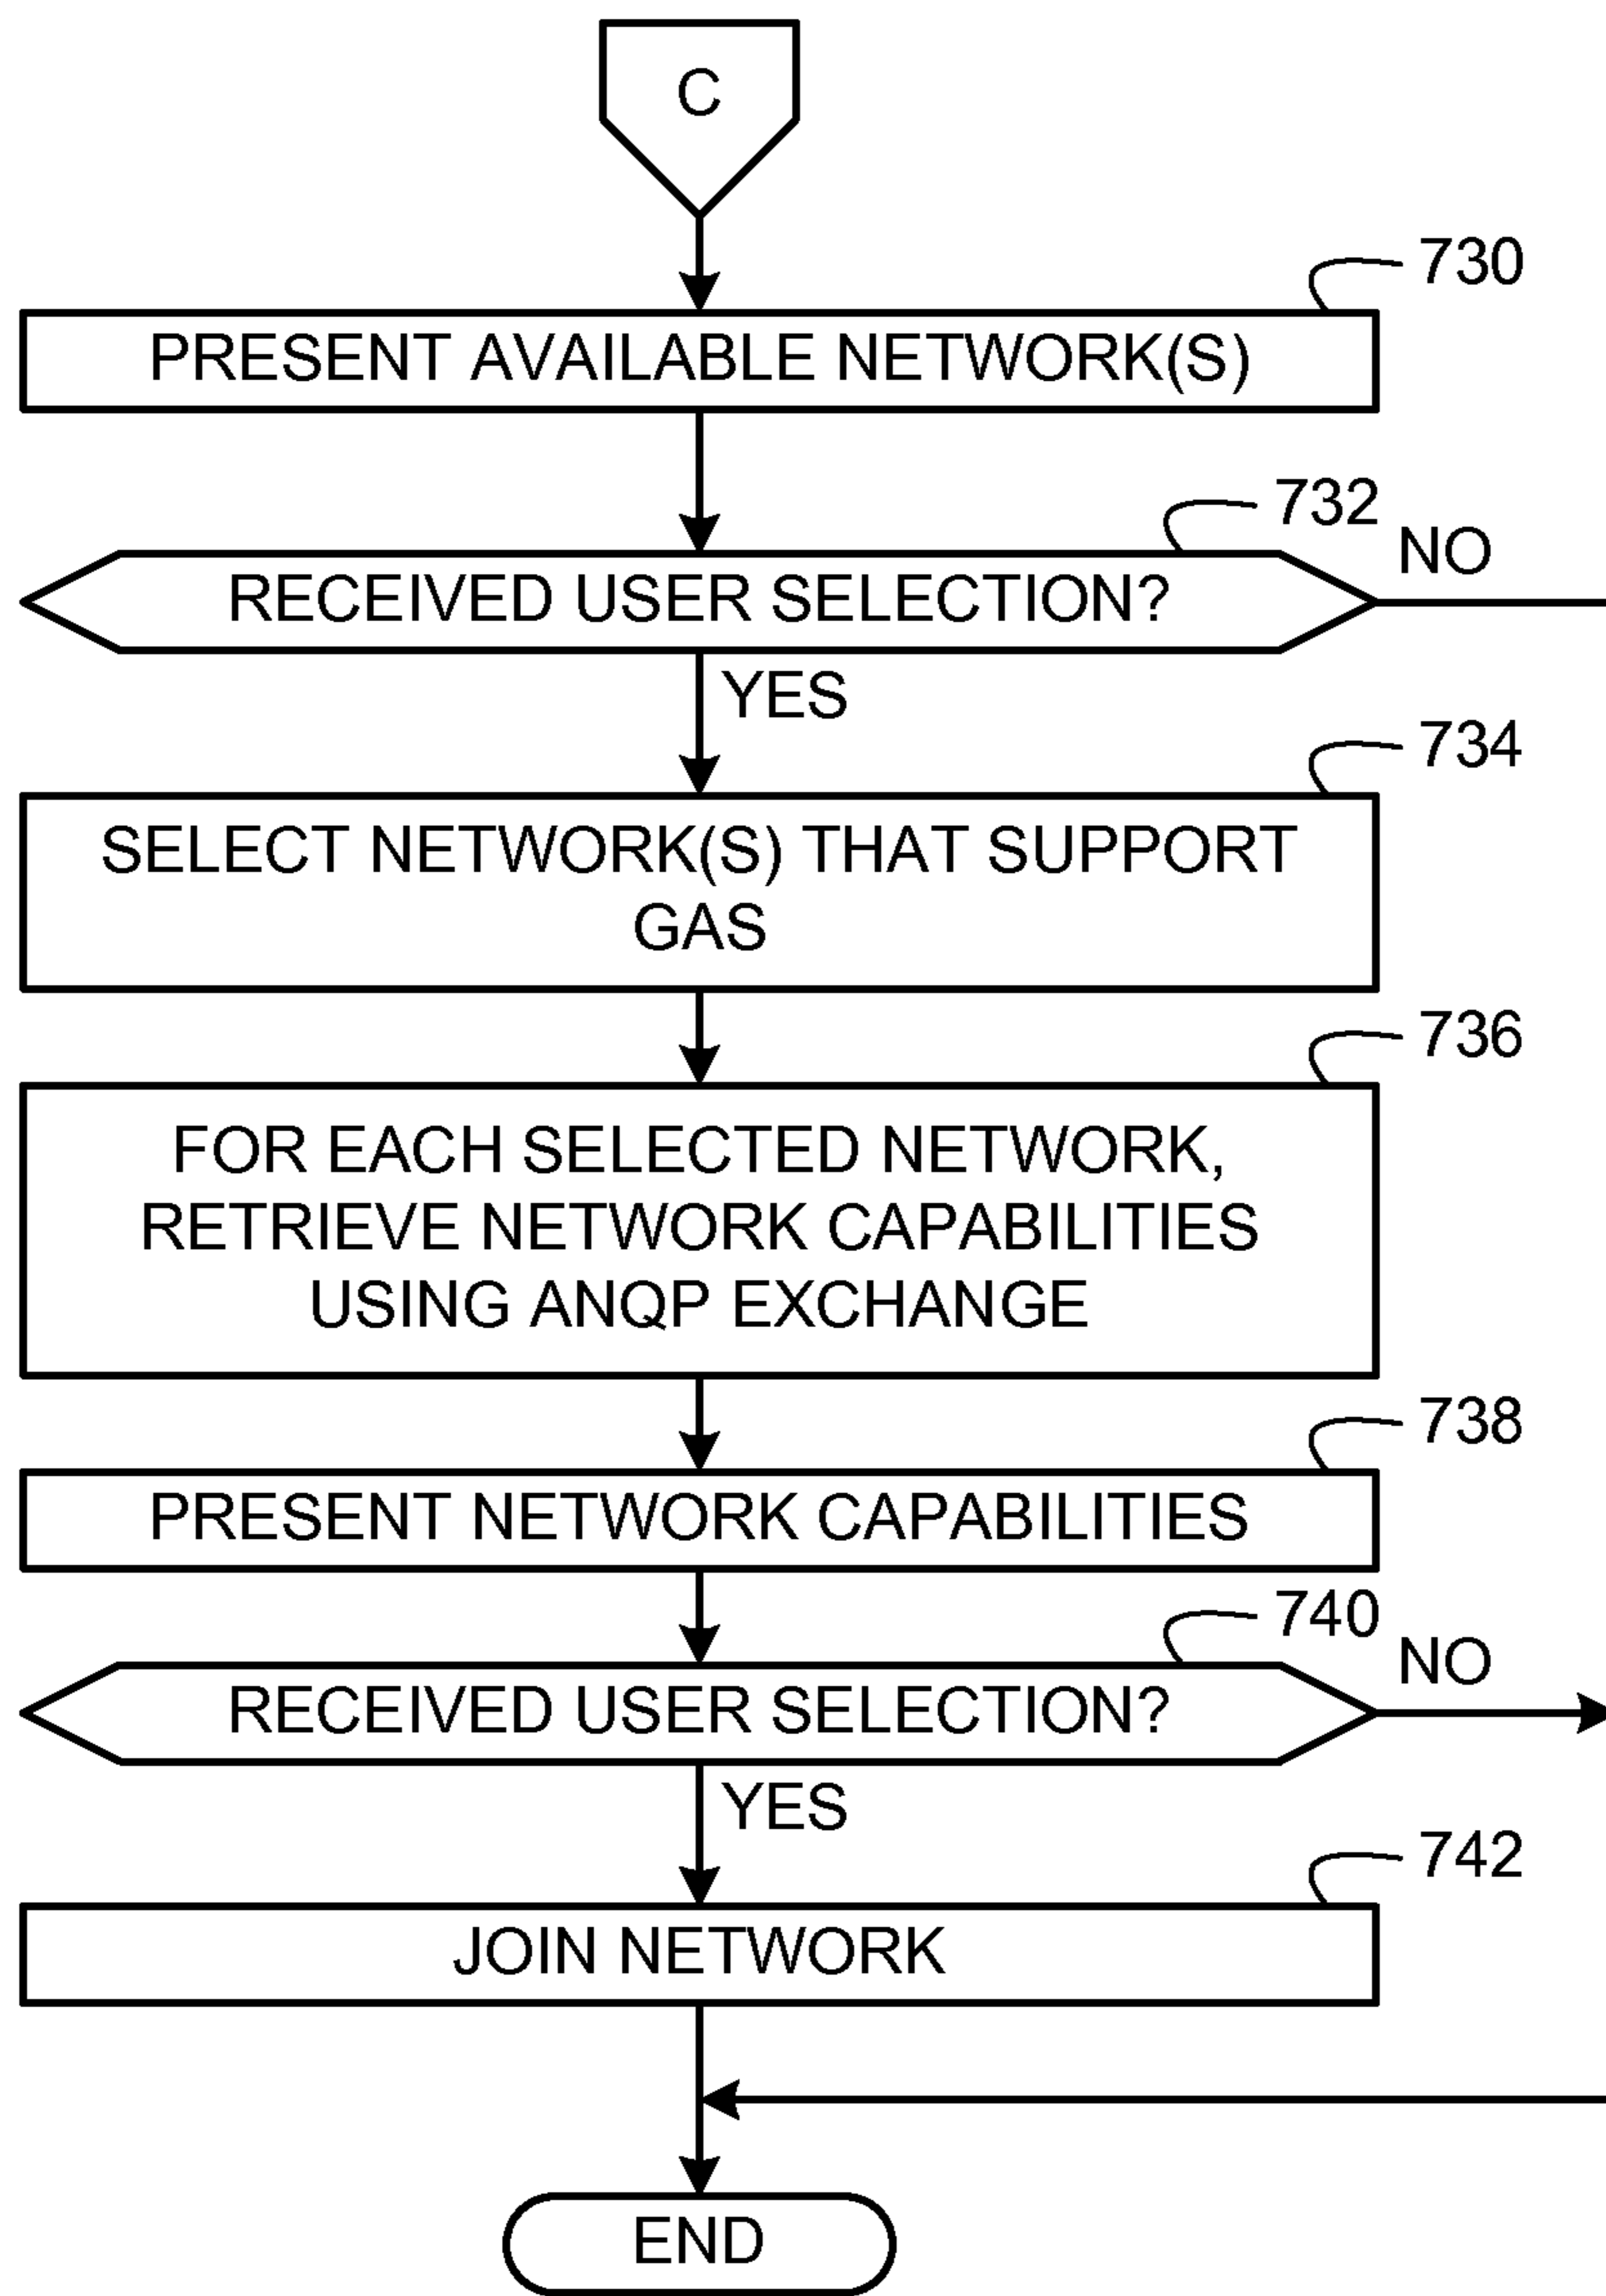 C
730
PRESENT AVAILABLE NETWORK(S)
732
NO
RECEIVED USER SELECTION?
YES
734
SELECT NETWORK(S) THAT SUPPORT
GAS
736
FOR EACH SELECTED NETWORK,
RETRIEVE NETWORK CAPABILITIES
USING ANQP EXCHANGE
738
PRESENT NETWORK CAPABILITIES
740
NO
RECEIVED USER SELECTION?
YES
742
JOIN NETWORK
END